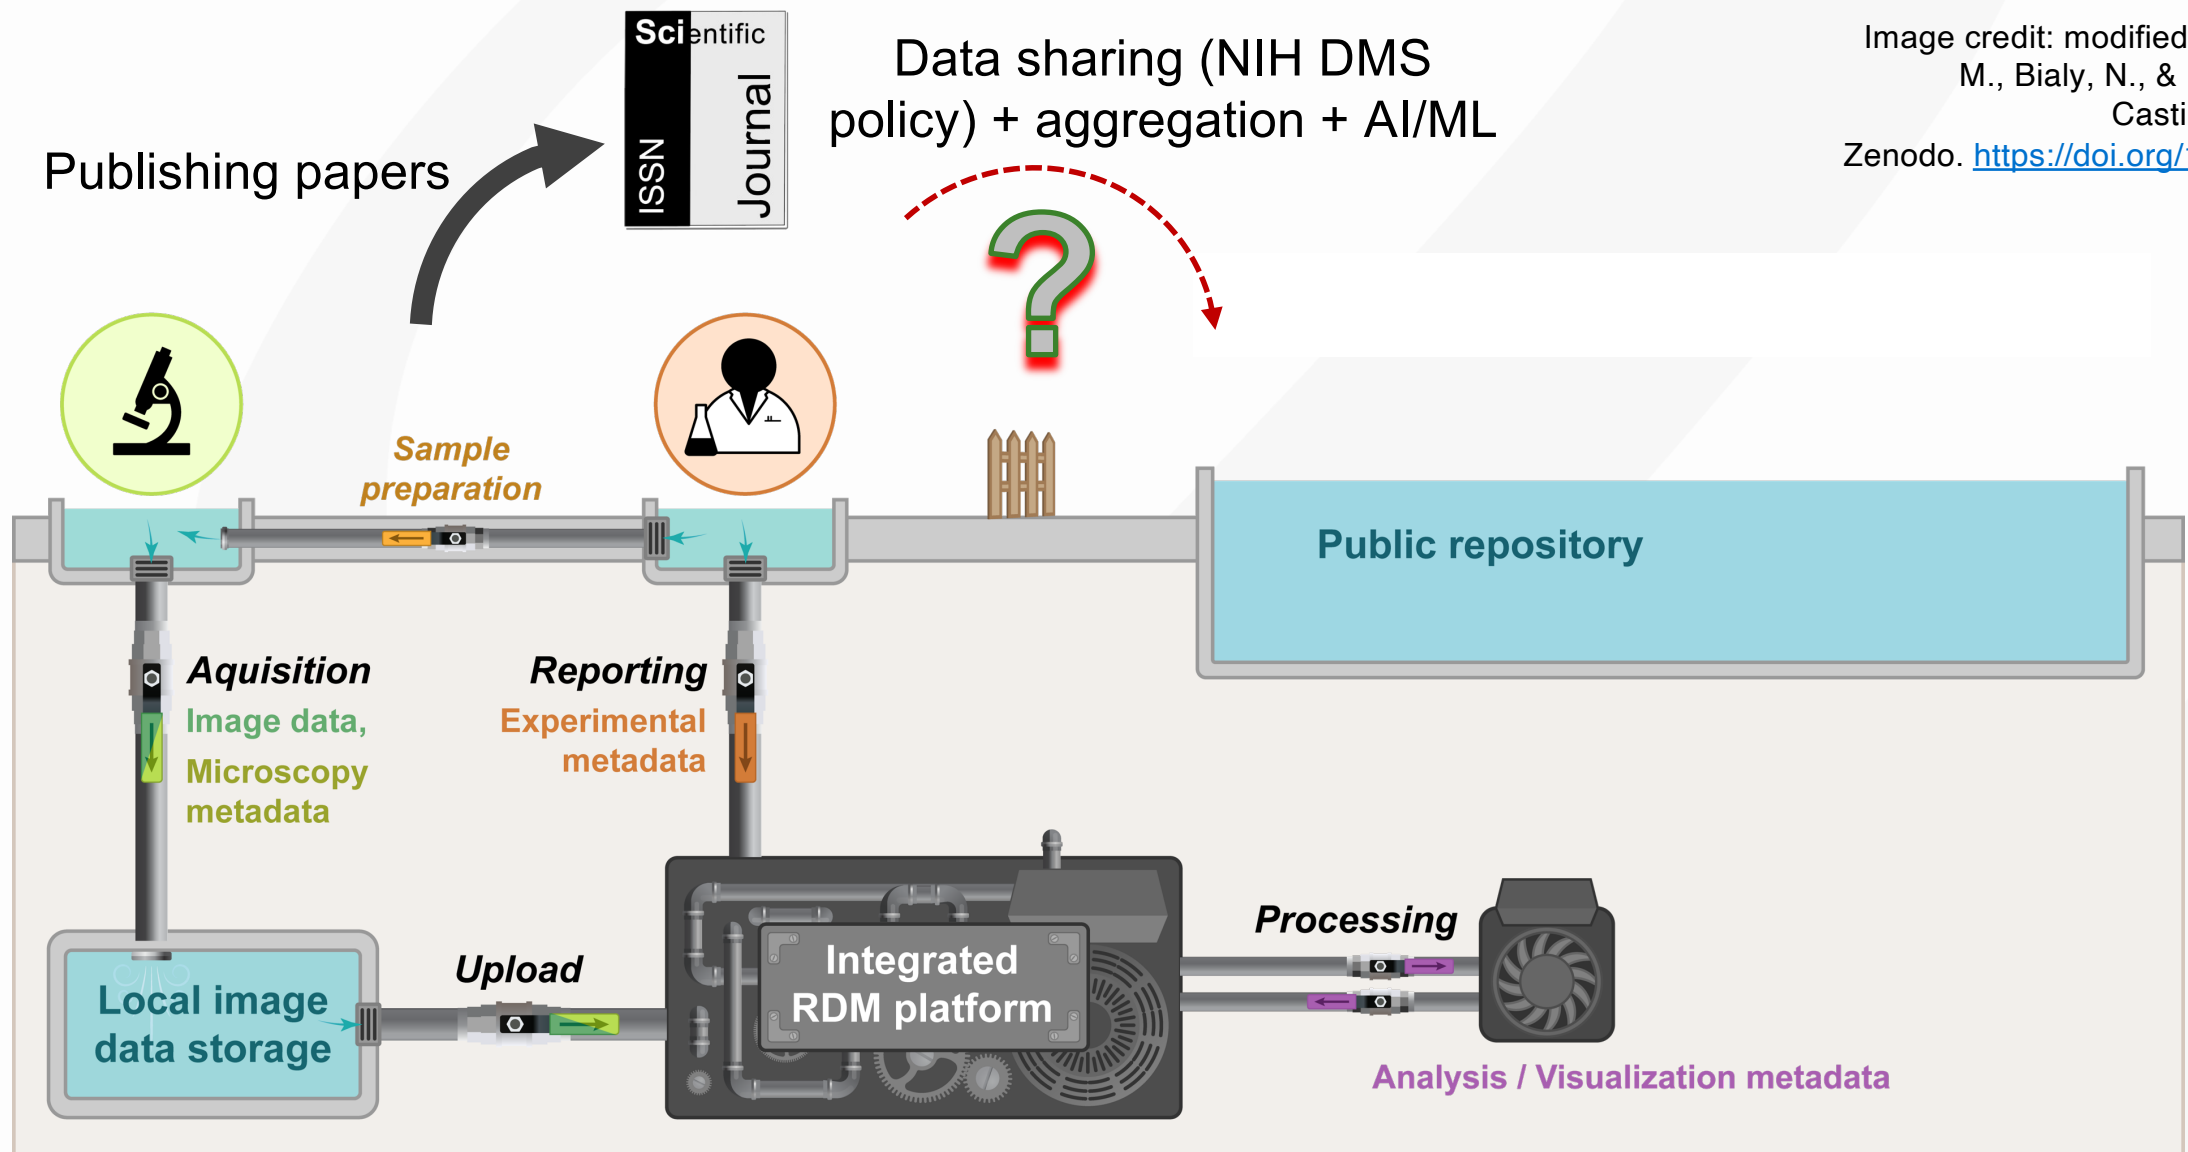 Image credit: modified
M., Bialy, N., &
Casti
Zenodo. https://doi.org/
Scientific
ISSN
Journal
Data sharing (NIH DMS
policy) + aggregation + AI/ML
Publishing papers
Sample
preparation
Public repository
Aquisition
Image data,
Microscopy
metadata
Reporting
Experimental
metadata
Local image
data storage
Upload
Integrated
RDM platform
Processing
Analysis / Visualization metadata